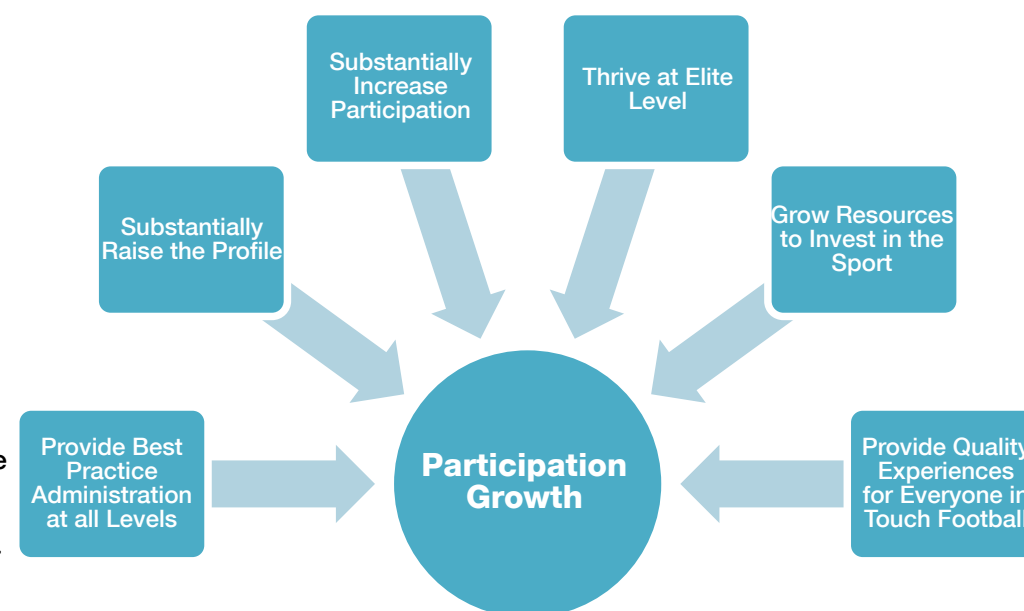 Substantially
Increase
Participation
Thrive at Elite
Level
Substantially
Raise the Profile
Grow Resources
to Invest in the
Sport
Provide Best
Practice
Administration
at all Levels
Participation
Growth
Provide Quality
Experiences
for Everyone in
Touch Football